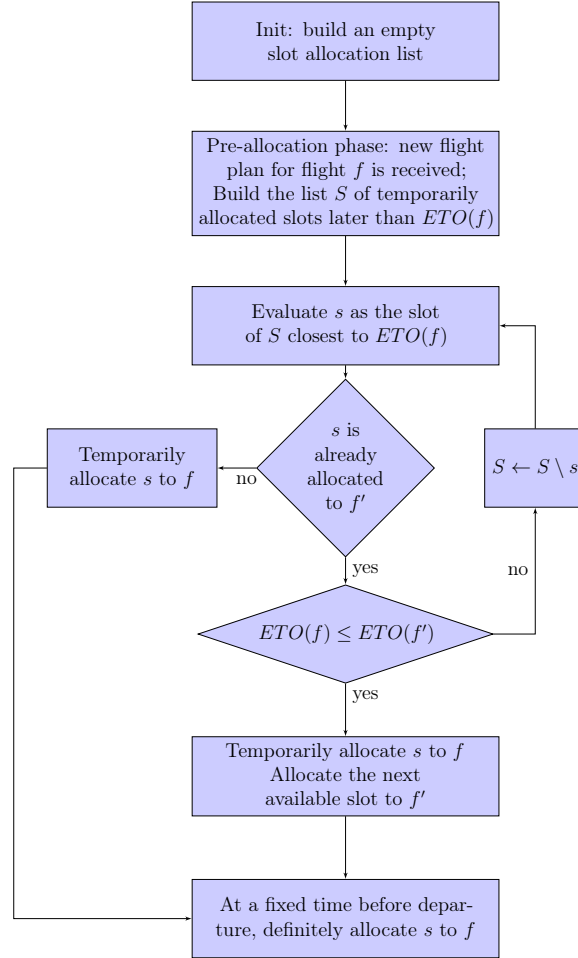 Init: build an empty
slot allocation list
Pre-allocation phase: new flight
plan for flight f is received;
Build the list S of temporarily
allocated slots later than ETO(f)
Evaluate s as the slot
of S closest to ETO(f)
s is
already
allocated
to f′
no
Temporarily
allocate s to f
S ← S \ s
yes
no
ETO(f) ≤ ETO(f′)
yes
Temporarily allocate s to f
Allocate the next
available slot to f′
At a fixed time before depar-
ture, definitely allocate s to f